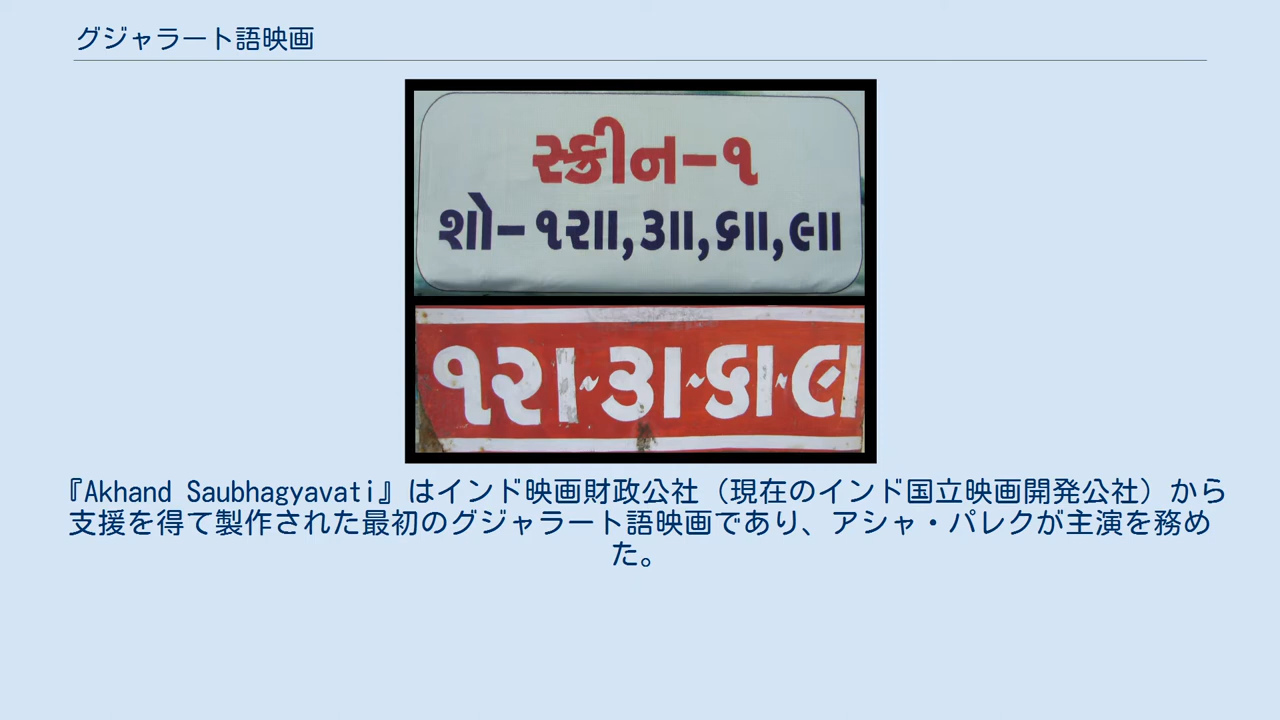 グジャラート語映画
સ્ક્રીન-૧
શો-૧૨ાા,૩ાા,૬ાા,૯ાા
૧૨ા~૩ા~૬ા~૯ા
『Akhand Saubhagyavati』はインド映画財政公社（現在のインド国立映画開発公社）から
支援を得て製作された最初のグジャラート語映画であり、アシャ・パレクが主演を務め
た。